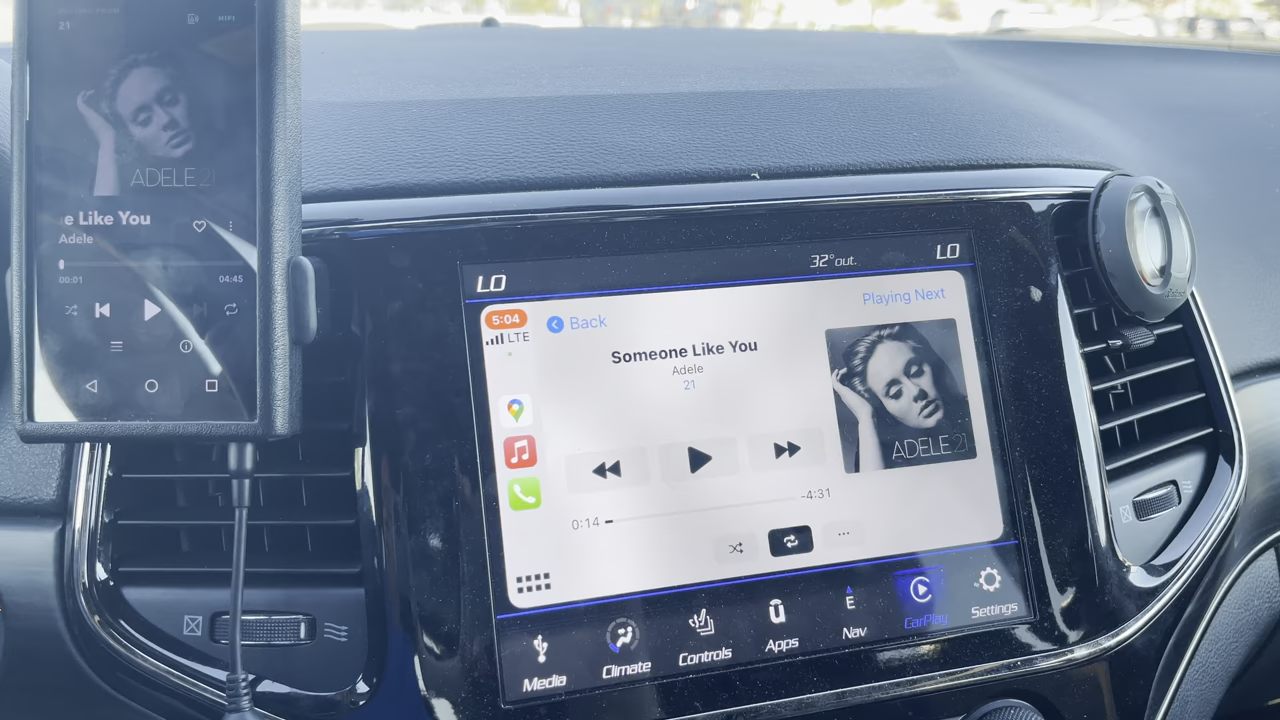 21
HIFI
ADELE 21
e Like You
Adele
00:01
04:45
LO
32°out.
LO
5:04
LTE
Back
Playing Next
Someone Like You
Adele
21
ADELE 21
0:14
-4:31
Media
Climate
Controls
Apps
E
Nav
CarPlay
Settings